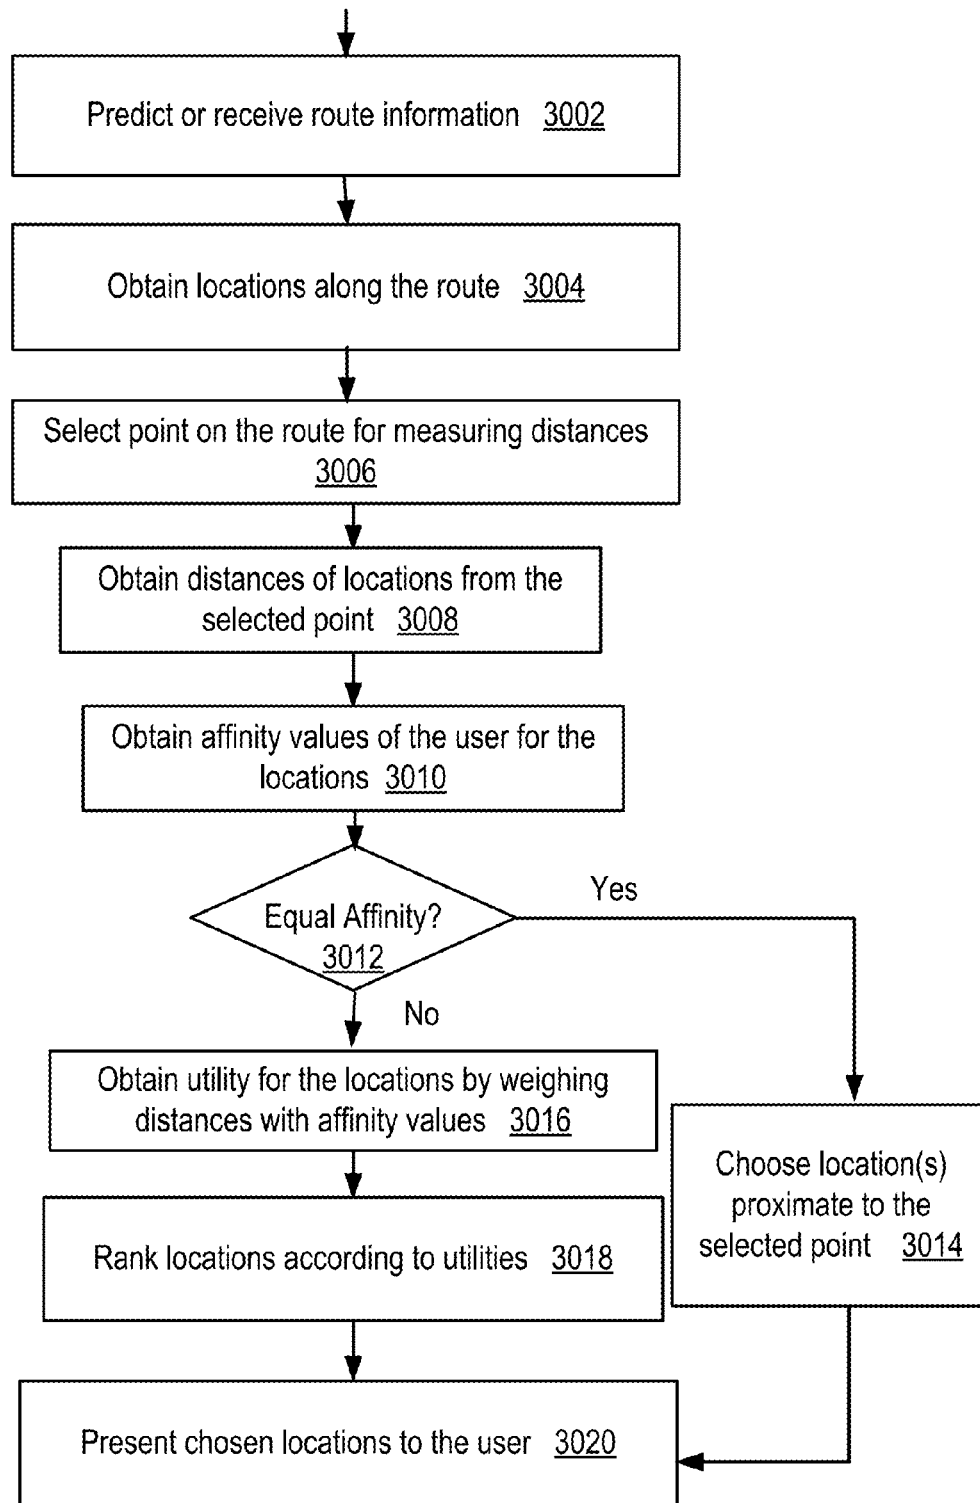 Predict or receive route information 3002
Obtain locations along the route 3004
Select point on the route for measuring distances
3006
Obtain distances of locations from the
selected point 3008
Obtain affinity values of the user for the
locations 3010
Equal Affinity?
3012
Yes
No
Obtain utility for the locations by weighing
distances with affinity values 3016
Choose location(s)
proximate to the
selected point 3014
Rank locations according to utilities 3018
Present chosen locations to the user 3020